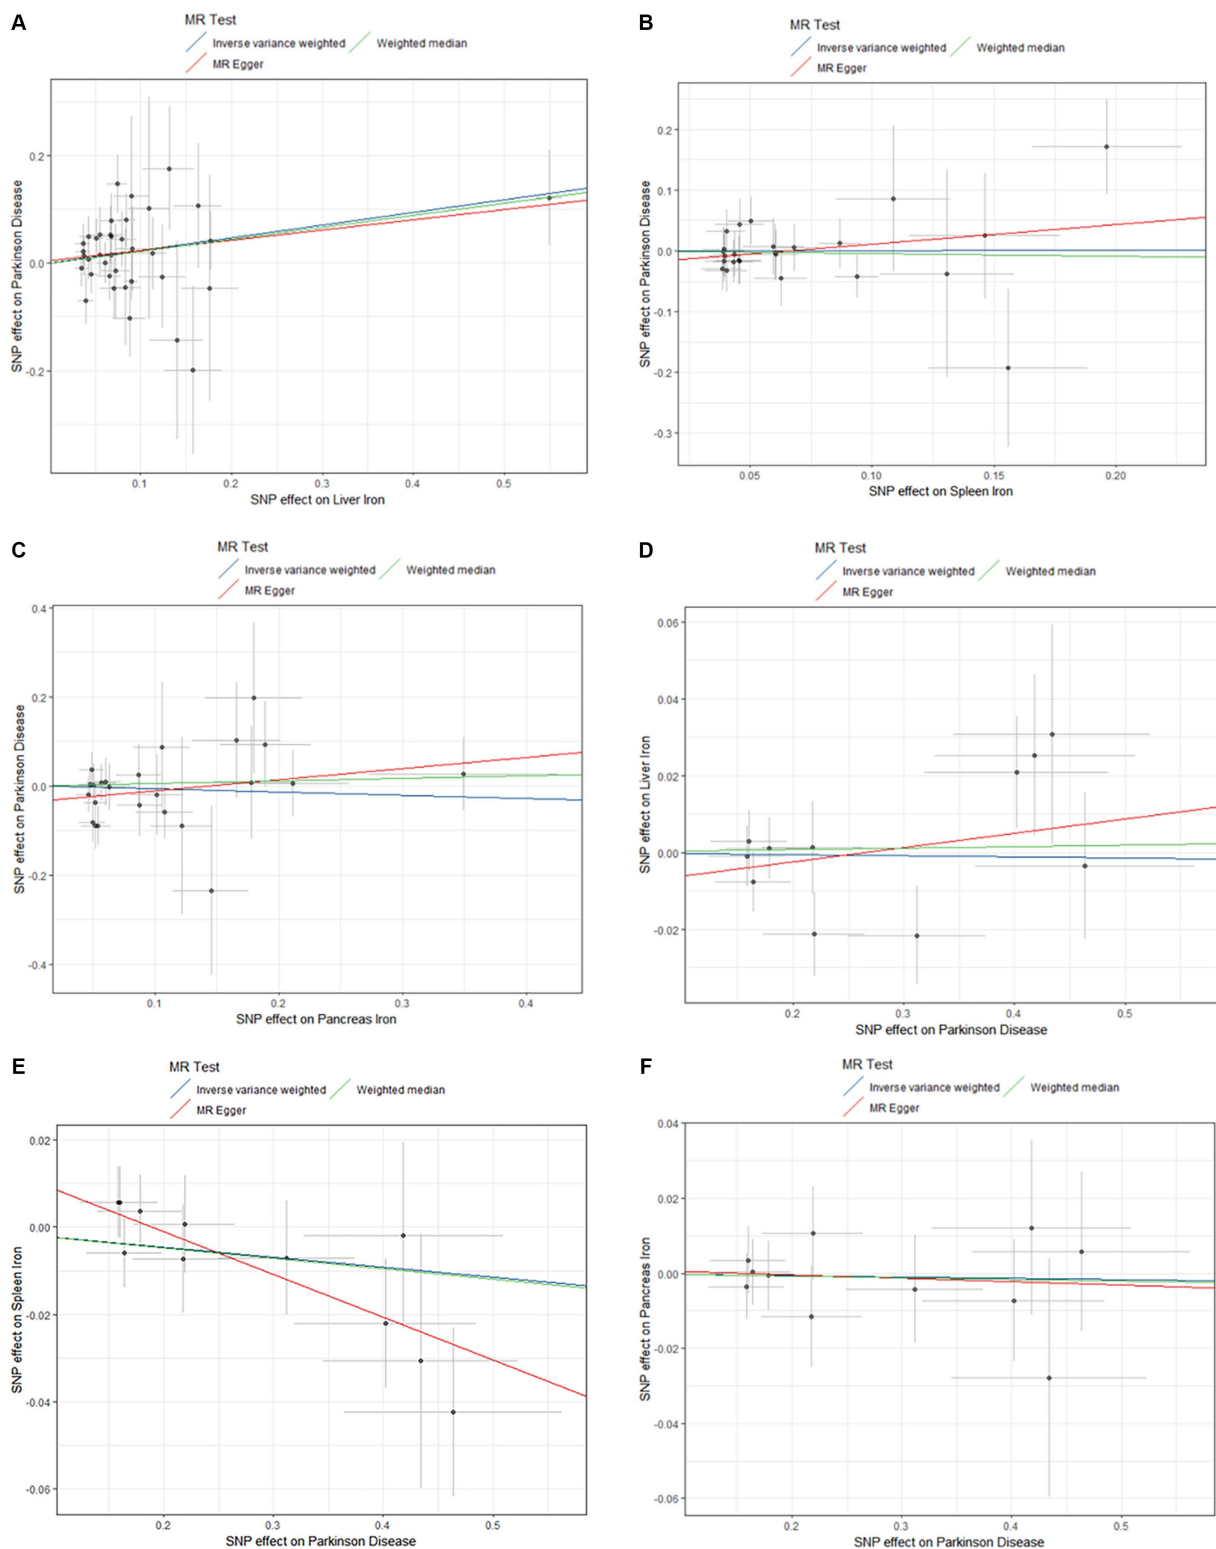 A
MR Test
Inverse variance weighted
Weighted median
MR Egger
SNP effect on Parkinson Disease
0.2
0.0
-0.2
0.1
0.2
0.3
0.4
0.5
SNP effect on Liver Iron
B
MR Test
Inverse variance weighted
Weighted median
MR Egger
SNP effect on Parkinson Disease
0.2
0.1
0.0
-0.1
-0.2
-0.3
0.05
0.10
0.15
0.20
SNP effect on Spleen Iron
C
MR Test
Inverse variance weighted
Weighted median
MR Egger
SNP effect on Parkinson Disease
0.4
0.2
0.0
-0.2
-0.4
0.1
0.2
0.3
0.4
SNP effect on Pancreas Iron
D
MR Test
Inverse variance weighted
Weighted median
MR Egger
SNP effect on Liver Iron
0.06
0.04
0.02
0.00
-0.02
0.2
0.3
0.4
0.5
SNP effect on Parkinson Disease
E
MR Test
Inverse variance weighted
Weighted median
MR Egger
SNP effect on Spleen Iron
0.02
0.00
-0.02
-0.04
-0.06
0.2
0.3
0.4
0.5
SNP effect on Parkinson Disease
F
MR Test
Inverse variance weighted
Weighted median
MR Egger
SNP effect on Pancreas Iron
0.04
0.02
0.00
-0.02
-0.04
-0.06
0.2
0.3
0.4
0.5
SNP effect on Parkinson Disease